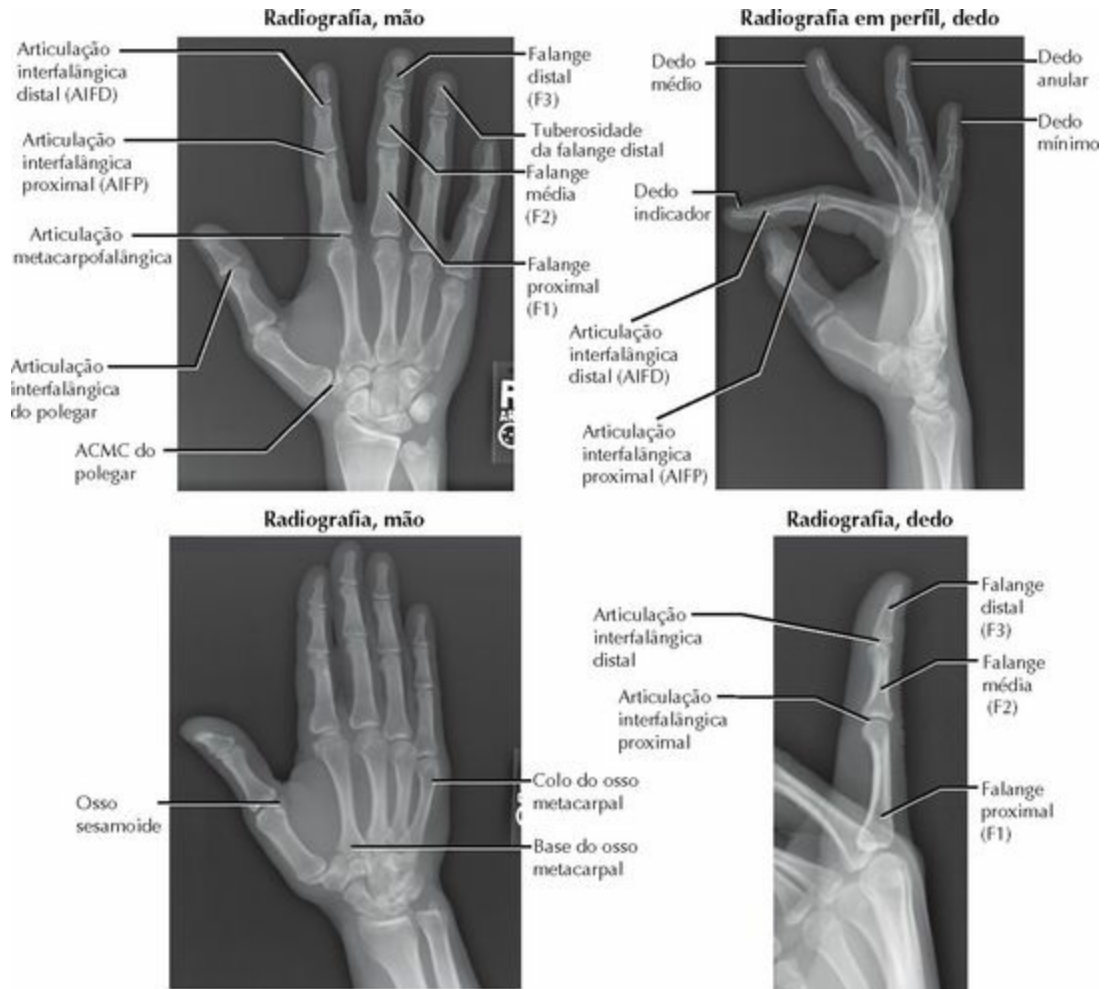 Radiografia, mão
Articulação
interfalângica
distal (AIFD)
Articulação
interfalângica
proximal (AIFP)
Articulação
metacarpofalângica
Articulação
interfalângica
do polegar
ACMC do
polegar
Falange
distal
(F3)
Tuberosidade
da falange distal
Falange
média
(F2)
Falange
proximal
(F1)
Radiografia em perfil, dedo
Dedo
médio
Dedo
indicador
Articulação
interfalângica
distal (AIFD)
Articulação
interfalângica
proximal (AIFP)
Dedo
anular
Dedo
mínimo
Radiografia, mão
Osso
sesamoide
Colo do osso
metacarpal
Base do osso
metacarpal
Radiografia, dedo
Articulação
interfalângica
distal
Articulação
interfalângica
proximal
Falange
distal
(F3)
Falange
média
(F2)
Falange
proximal
(F1)